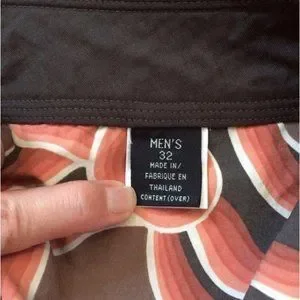 MEN'S
32
MADE IN/
FABRIQUE EN
THAILAND
CONTENT (OVER)